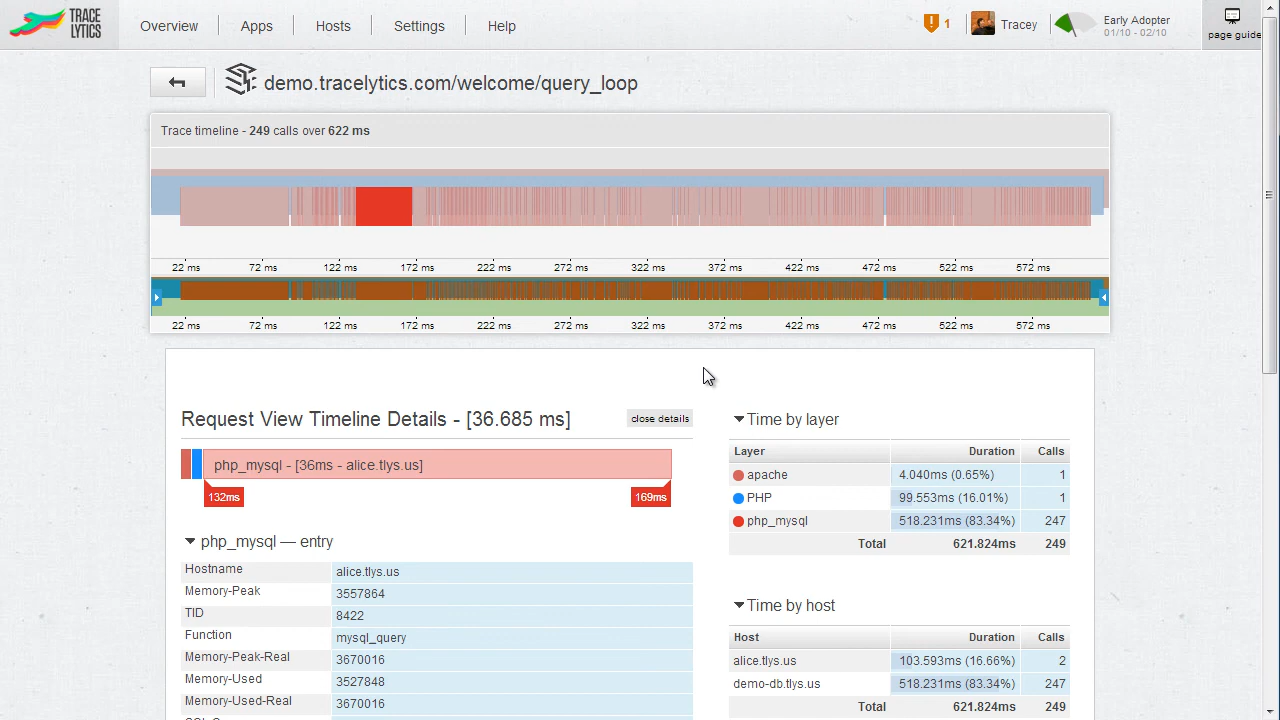 TRACE
LYTICS
Overview
Apps
Hosts
Settings
Help
1
Tracey
Early Adopter
01/10 - 02/10
page guide
demo.tracelytics.com/welcome/query_loop
Trace timeline - 249 calls over 622 ms
22 ms 72 ms 122 ms 172 ms 222 ms 272 ms 322 ms 372 ms 422 ms 472 ms 522 ms 572 ms
22 ms 72 ms 122 ms 172 ms 222 ms 272 ms 322 ms 372 ms 422 ms 472 ms 522 ms 572 ms
Request View Timeline Details - [36.685 ms]
close details
php_mysql - [36ms - alice.tlys.us]
132ms 169ms
php_mysql — entry
Hostname alice.tlys.us
Memory-Peak 3557864
TID 8422
Function mysql_query
Memory-Peak-Real 3670016
Memory-Used 3527848
Memory-Used-Real 3670016
Time by layer
Layer Duration Calls
apache 4.040ms (0.65%) 1
PHP 99.553ms (16.01%) 1
php_mysql 518.231ms (83.34%) 247
Total 621.824ms 249
Time by host
Host Duration Calls
alice.tlys.us 103.593ms (16.66%) 2
demo-db.tlys.us 518.231ms (83.34%) 247
Total 621.824ms 249